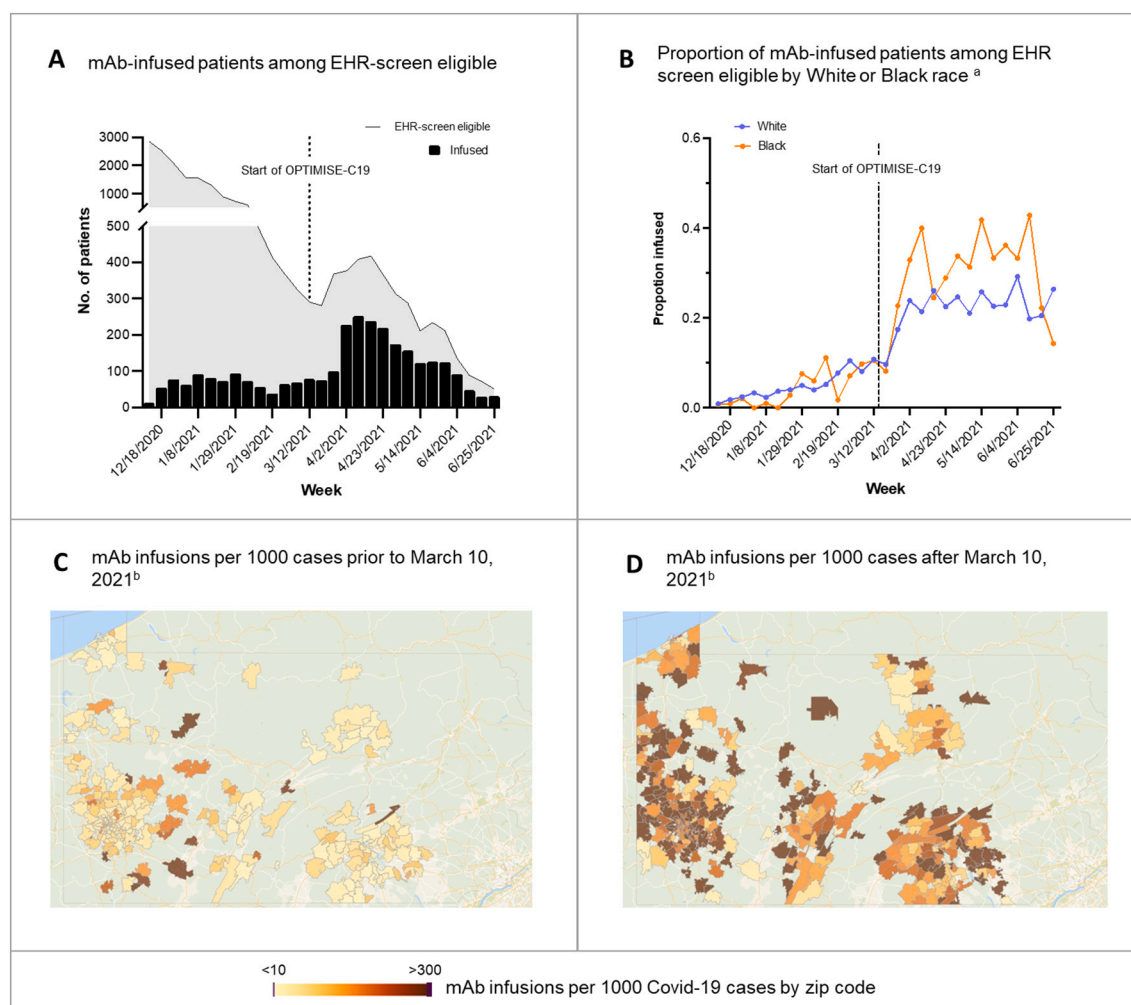 A mAb-infused patients among EHR-screen eligible
EHR-screen eligible
Infused
Start of OPTIMISE-C19
No. of patients
3000
2000
1000
500
400
300
200
100
0
12/18/2020
1/8/2021
1/29/2021
2/19/2021
3/12/2021
4/2/2021
4/23/2021
5/14/2021
6/4/2021
6/25/2021
Week
B Proportion of mAb-infused patients among EHR
screen eligible by White or Black race a
White
Black
Start of OPTIMISE-C19
Propotion infused
0.6
0.4
0.2
0.0
12/18/2020
1/8/2021
1/29/2021
2/19/2021
3/12/2021
4/2/2021
4/23/2021
5/14/2021
6/4/2021
6/25/2021
Week
C mAb infusions per 1000 cases prior to March 10,
2021b
D mAb infusions per 1000 cases after March 10,
2021b
<10
>300
mAb infusions per 1000 Covid-19 cases by zip code